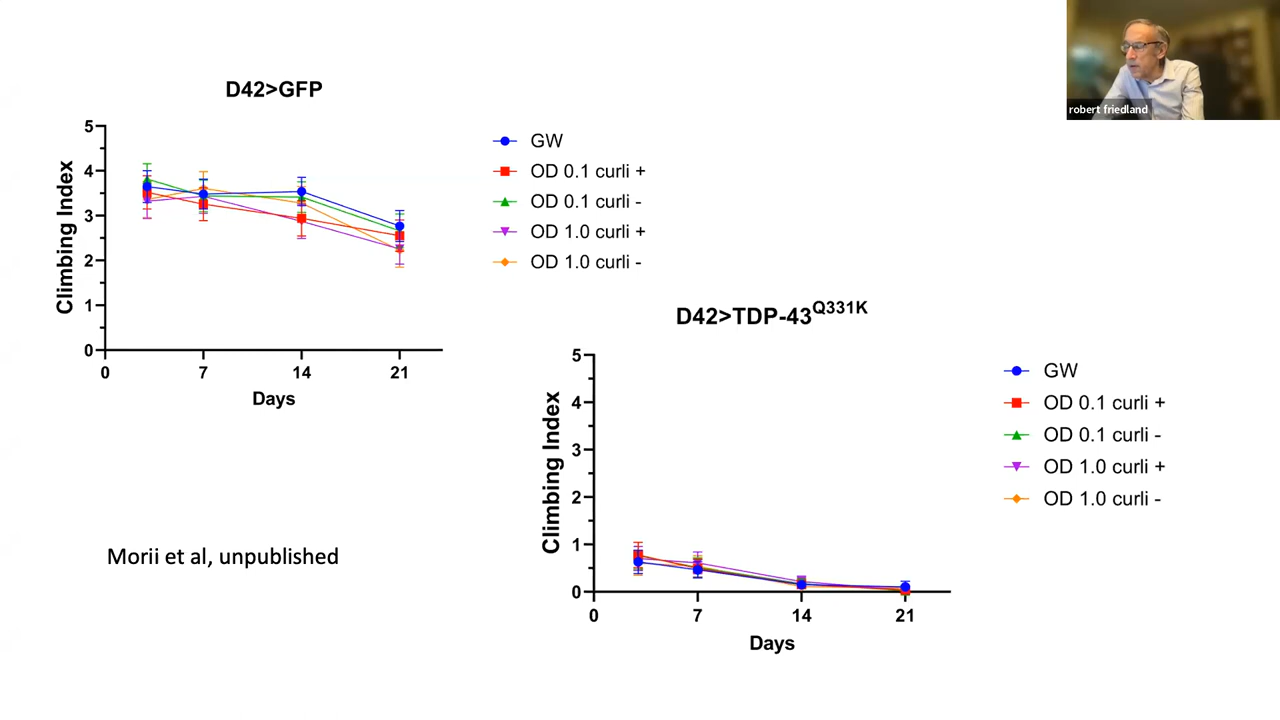 D42>GFP
5
4
3
2
1
0
Climbing Index
0 7 14 21
Days
GW
OD 0.1 curli +
OD 0.1 curli -
OD 1.0 curli +
OD 1.0 curli -
robert friedland
D42>TDP-43Q331K
5
4
3
2
1
0
Climbing Index
0 7 14 21
Days
GW
OD 0.1 curli +
OD 0.1 curli -
OD 1.0 curli +
OD 1.0 curli -
Morii et al, unpublished